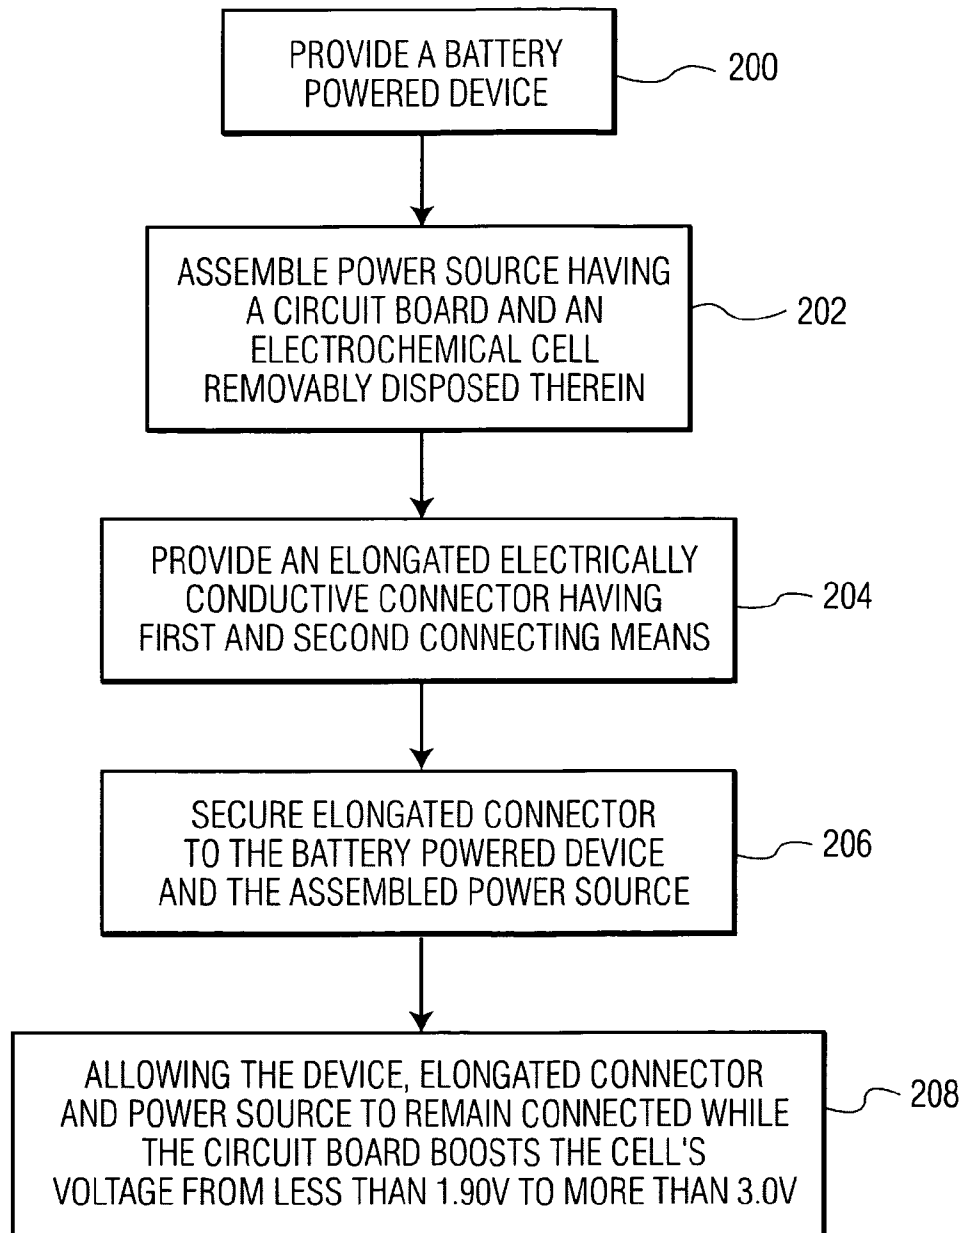 PROVIDE A BATTERY
POWERED DEVICE
200
ASSEMBLE POWER SOURCE HAVING
A CIRCUIT BOARD AND AN
ELECTROCHEMICAL CELL
REMOVABLY DISPOSED THEREIN
202
PROVIDE AN ELONGATED ELECTRICALLY
CONDUCTIVE CONNECTOR HAVING
FIRST AND SECOND CONNECTING MEANS
204
SECURE ELONGATED CONNECTOR
TO THE BATTERY POWERED DEVICE
AND THE ASSEMBLED POWER SOURCE
206
ALLOWING THE DEVICE, ELONGATED CONNECTOR
AND POWER SOURCE TO REMAIN CONNECTED WHILE
THE CIRCUIT BOARD BOOSTS THE CELL'S
VOLTAGE FROM LESS THAN 1.90V TO MORE THAN 3.0V
208